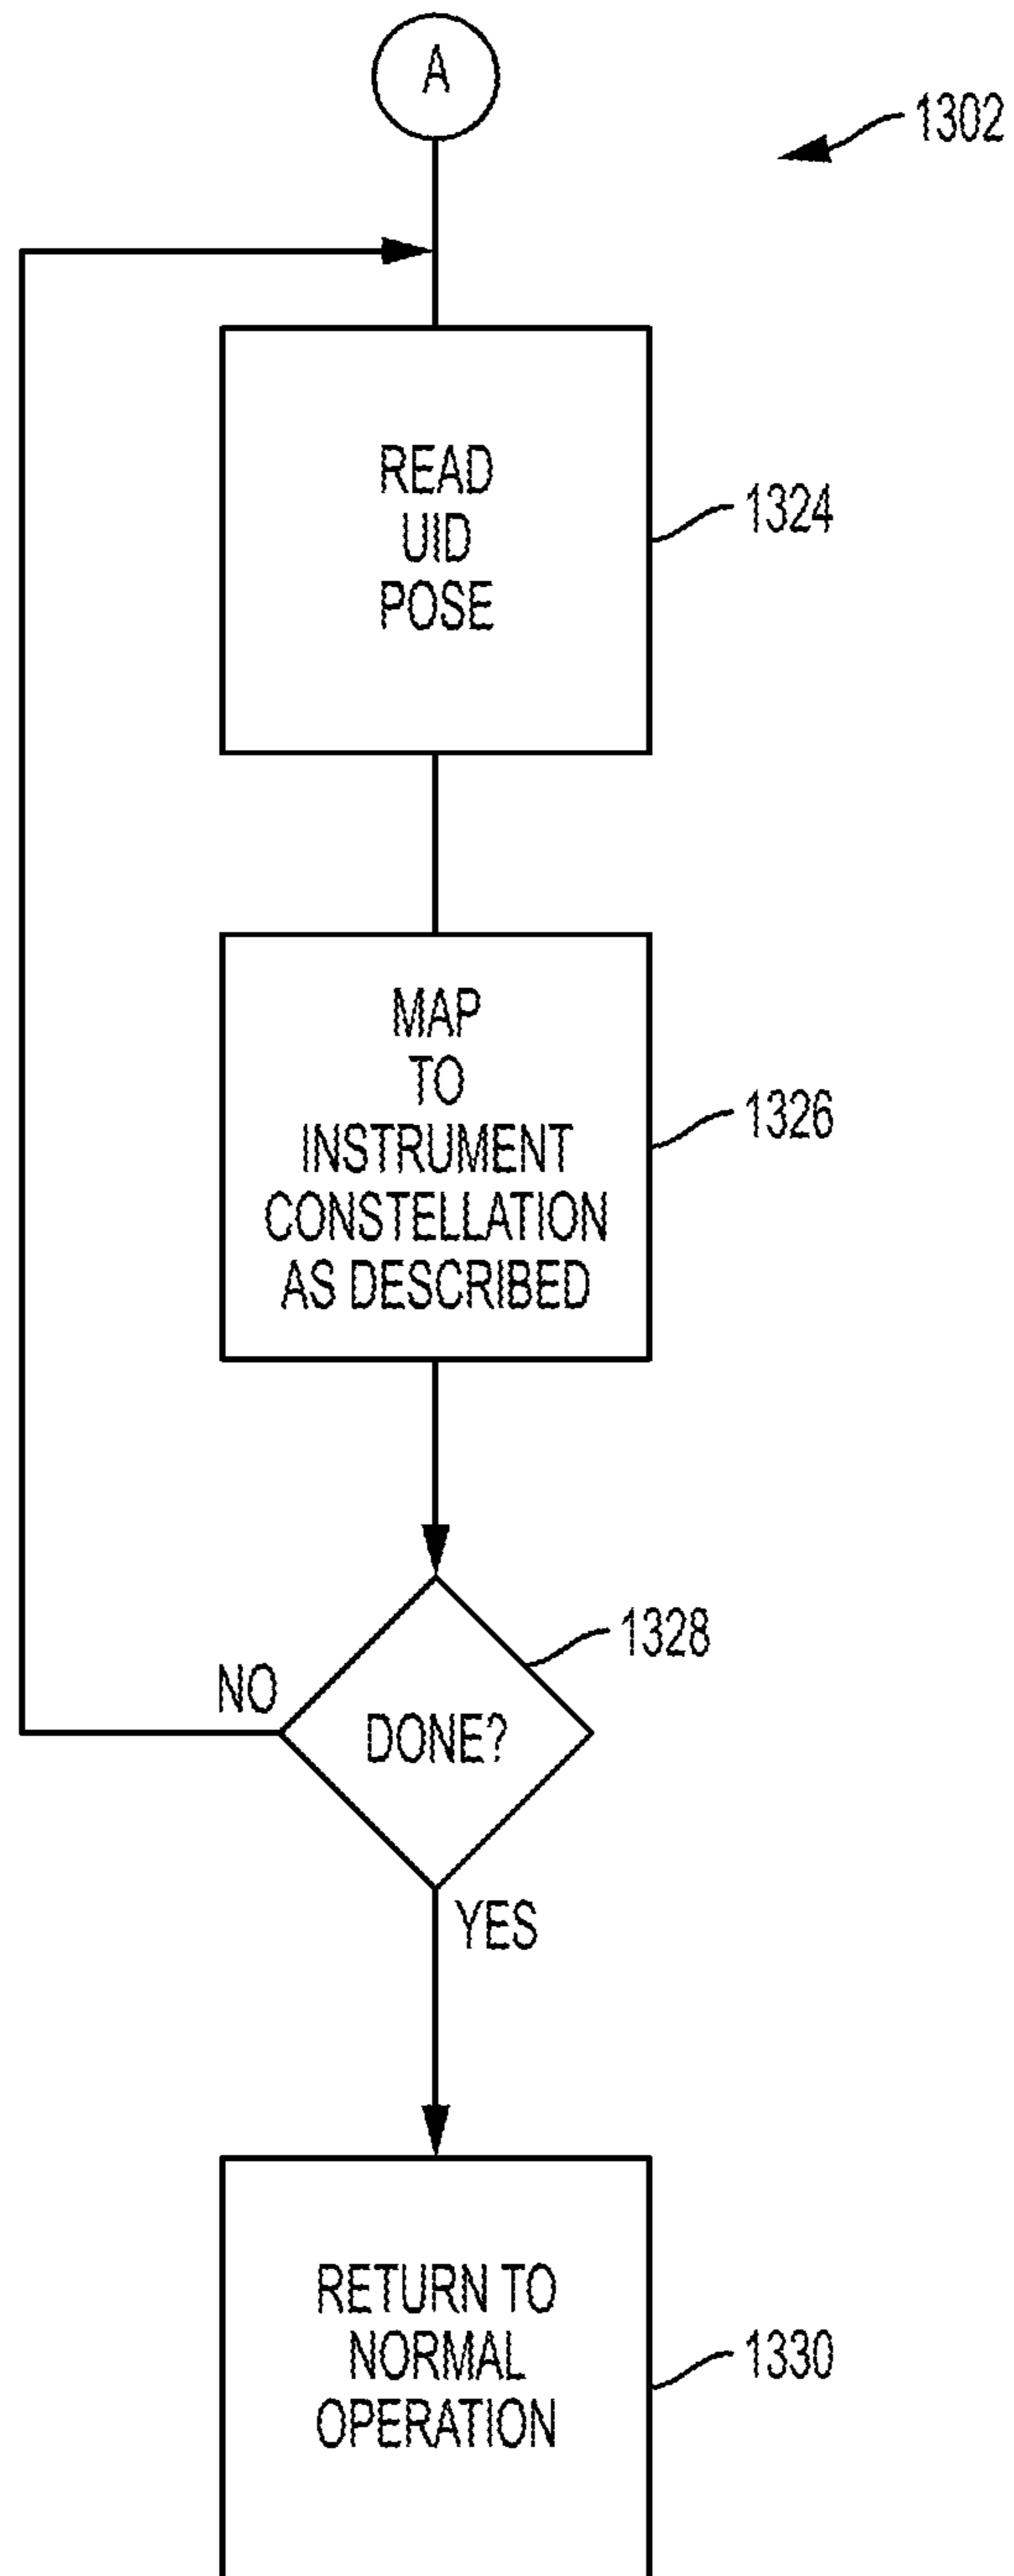 A
1302
READ
UID
POSE
1324
MAP
TO
INSTRUMENT
CONSTELLATION
AS DESCRIBED
1326
1328
NO
DONE?
YES
RETURN TO
NORMAL
OPERATION
1330